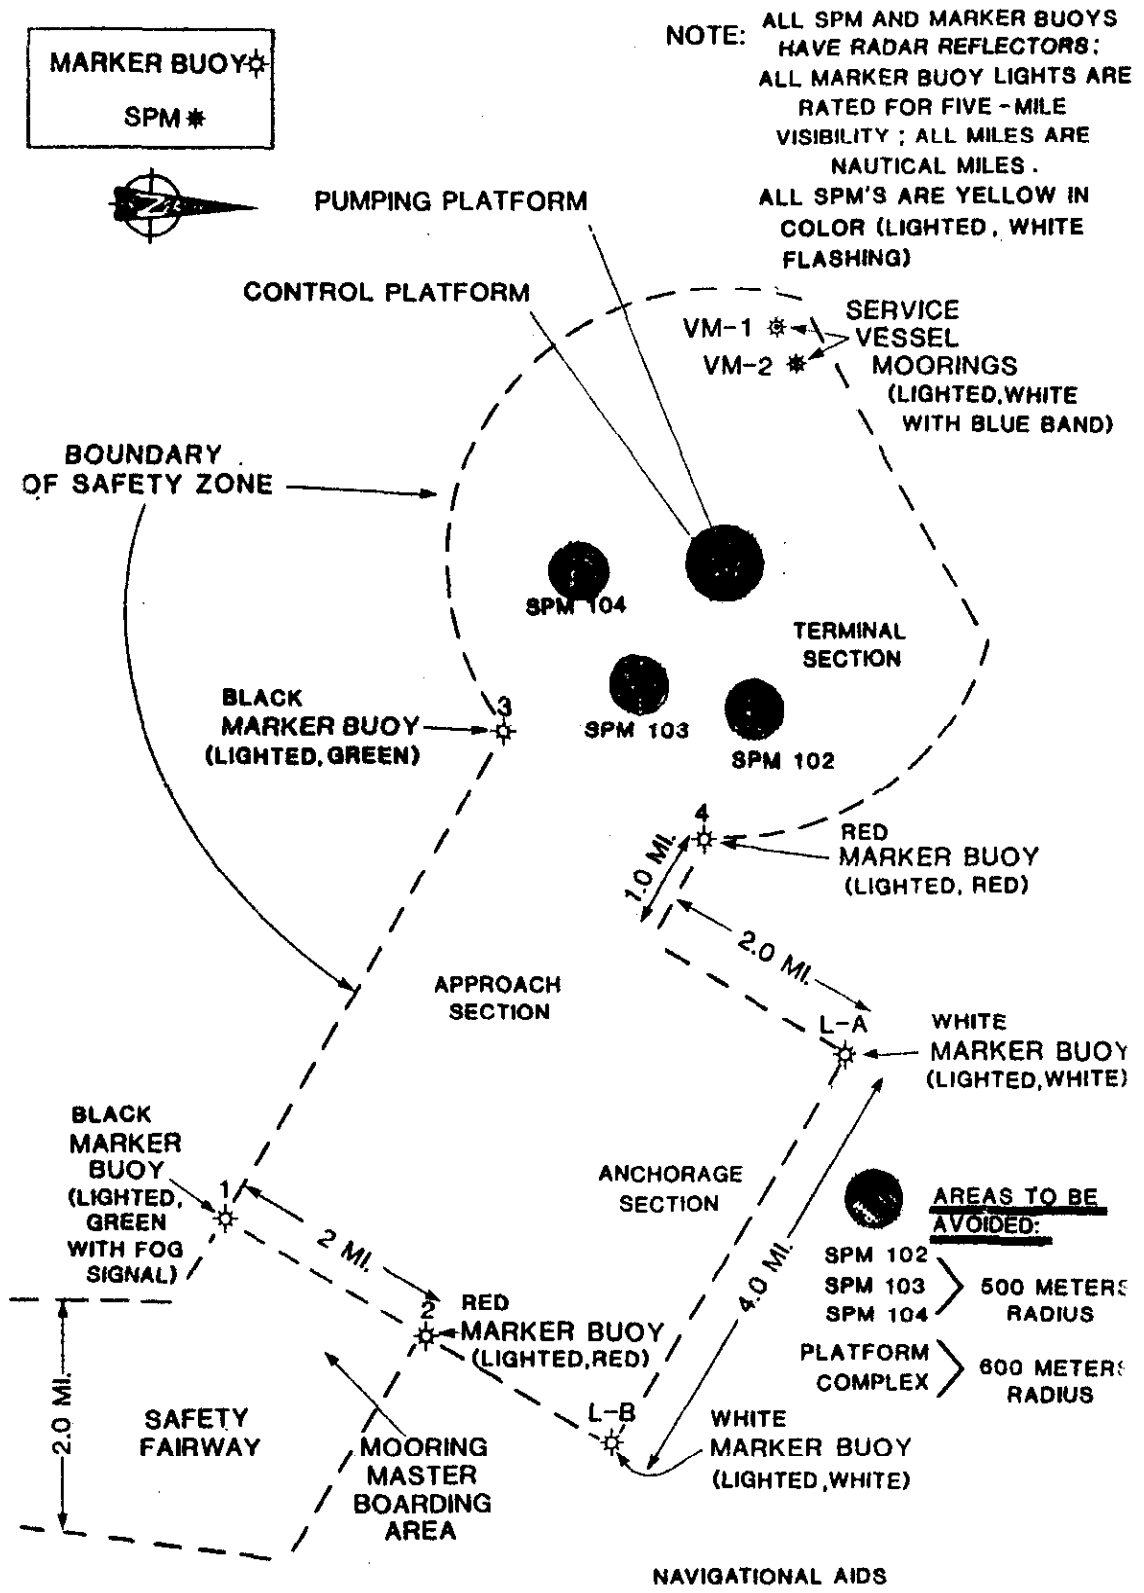 MARKER BUOY
SPM
NOTE: ALL SPM AND MARKER BUOYS
HAVE RADAR REFLECTORS;
ALL MARKER BUOY LIGHTS ARE
RATED FOR FIVE-MILE
VISIBILITY; ALL MILES ARE
NAUTICAL MILES.
ALL SPM'S ARE YELLOW IN
COLOR (LIGHTED, WHITE
FLASHING)
N
PUMPING PLATFORM
CONTROL PLATFORM
VM-1
VM-2
SERVICE
VESSEL
MOORINGS
(LIGHTED,WHITE
WITH BLUE BAND)
BOUNDARY
OF SAFETY ZONE
SPM 104
TERMINAL
SECTION
SPM 103
SPM 102
BLACK
MARKER BUOY
(LIGHTED,GREEN)
3
4
RED
MARKER BUOY
(LIGHTED, RED)
1.0 MI.
2.0 MI.
APPROACH
SECTION
L-A
WHITE
MARKER BUOY
(LIGHTED,WHITE)
BLACK
MARKER
BUOY
(LIGHTED,
GREEN
WITH FOG
SIGNAL)
1
2 MI.
2
RED
MARKER BUOY
(LIGHTED,RED)
ANCHORAGE
SECTION
4.0 MI.
AREAS TO BE
AVOIDED:
SPM 102
SPM 103
SPM 104
500 METERS
RADIUS
PLATFORM
COMPLEX
600 METERS
RADIUS
2.0 MI.
SAFETY
FAIRWAY
MOORING
MASTER
BOARDING
AREA
L-B
WHITE
MARKER BUOY
(LIGHTED,WHITE)
NAVIGATIONAL AIDS